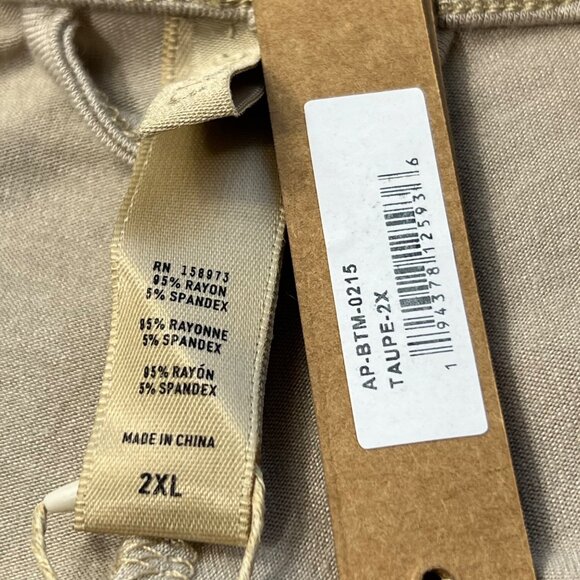 RN 158973
95% RAYON
5% SPANDEX
95% RAYONNE
5% SPANDEX
95% RAYÓN
5% SPANDEX
MADE IN CHINA
2XL
AP-BTM-0215
TAUPE-2X
1 94378 12593 6